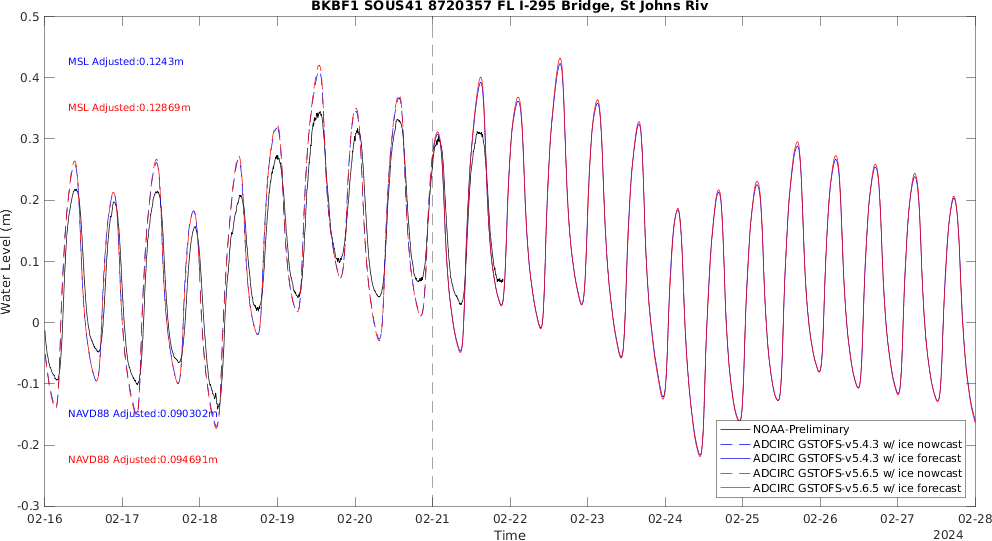 BKBF1 SOUS41 8720357 FL I-295 Bridge, St Johns Riv
0.5
0.4
0.3
0.2
0.1
0
-0.1
-0.2
-0.3
Water Level (m)
MSL Adjusted:0.1243m
MSL Adjusted:0.12869m
NAVD88 Adjusted:0.090302m
NAVD88 Adjusted:0.094691m
NOAA-Preliminary
ADCIRC GSTOFS-v5.4.3 w/ ice nowcast
ADCIRC GSTOFS-v5.4.3 w/ ice forecast
ADCIRC GSTOFS-v5.6.5 w/ ice nowcast
ADCIRC GSTOFS-v5.6.5 w/ ice forecast
02-16 02-17 02-18 02-19 02-20 02-21 02-22 02-23 02-24 02-25 02-26 02-27 02-28
Time
2024